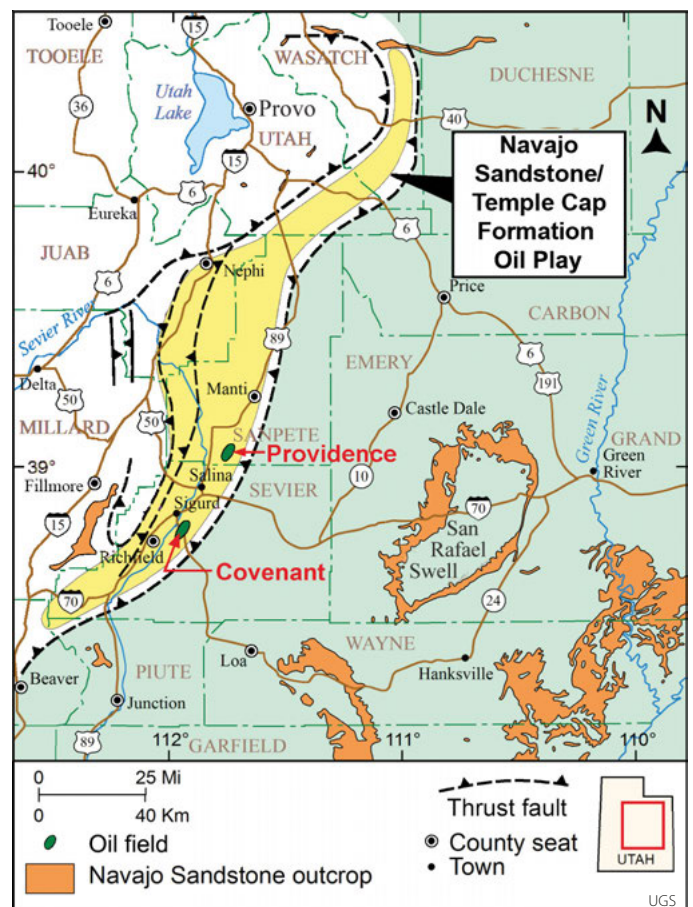 Tooele
TOOELE
15
WASATCH
DUCHESNE
Utah
Lake
Provo
UTAH
36
40
N
Navajo
Sandstone/
Temple Cap
Formation
Oil Play
40°
15
6
6
Eureka
JUAB
6
Nephi
Price
CARBON
Sevier River
89
6
191
EMERY
Green River
Delta
50
Manti
Castle Dale
MILLARD
50
SANPETE
GRAND
Providence
39°
Green
River
Salina
SEVIER
10
Fillmore
Sigurd
70
15
San
Rafael
Swell
Richfield
Covenant
70
24
WAYNE
Loa
Hanksville
Beaver
PIUTE
Junction
89
GARFIELD
112°
111°
110°
0 25 Mi
0 40 Km
Thrust fault
Oil field
County seat
Navajo Sandstone outcrop
Town
UTAH
UGS